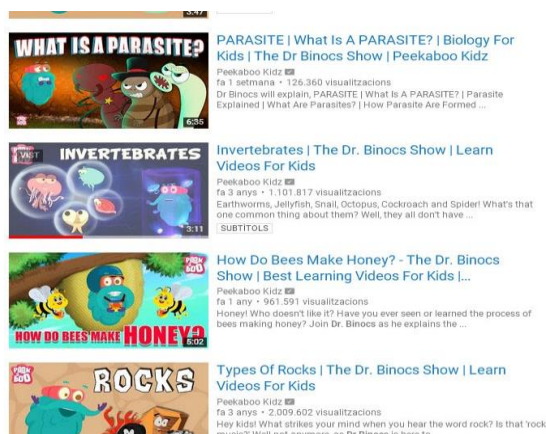 3:47
WHAT IS A PARASITE?
6:35
PARASITE | What Is A PARASITE? | Biology For
Kids | The Dr Binocs Show | Peekaboo Kidz
Peekaboo Kidz
fa 1 setmana • 126.360 visualitzacions
Dr Binocs will explain, PARASITE | What Is A PARASITE? | Parasite
Explained | What Are Parasites? | How Parasite Are Formed ...
VIST
INVERTEBRATES
3:11
Invertebrates | The Dr. Binocs Show | Learn
Videos For Kids
Peekaboo Kidz
fa 3 anys • 1.101.817 visualitzacions
Earthworms, Jellyfish, Snail, Octopus, Cockroach and Spider! What's that
one common thing about them? Well, they all don't have ...
SUBTÍTOLS
HOW DO BEES MAKE HONEY?
5:02
How Do Bees Make Honey? - The Dr. Binocs
Show | Best Learning Videos For Kids |...
Peekaboo Kidz
fa 1 any • 961.591 visualitzacions
Honey! Who doesn't like it? Have you ever seen or learned the process of
bees making honey? Join Dr. Binocs as he explains the ...
ROCKS
Types Of Rocks | The Dr. Binocs Show | Learn
Videos For Kids
Peekaboo Kidz
fa 3 anys • 2.009.602 visualitzacions
Hey kids! What strikes your mind when you hear the word rock? Is that 'rock